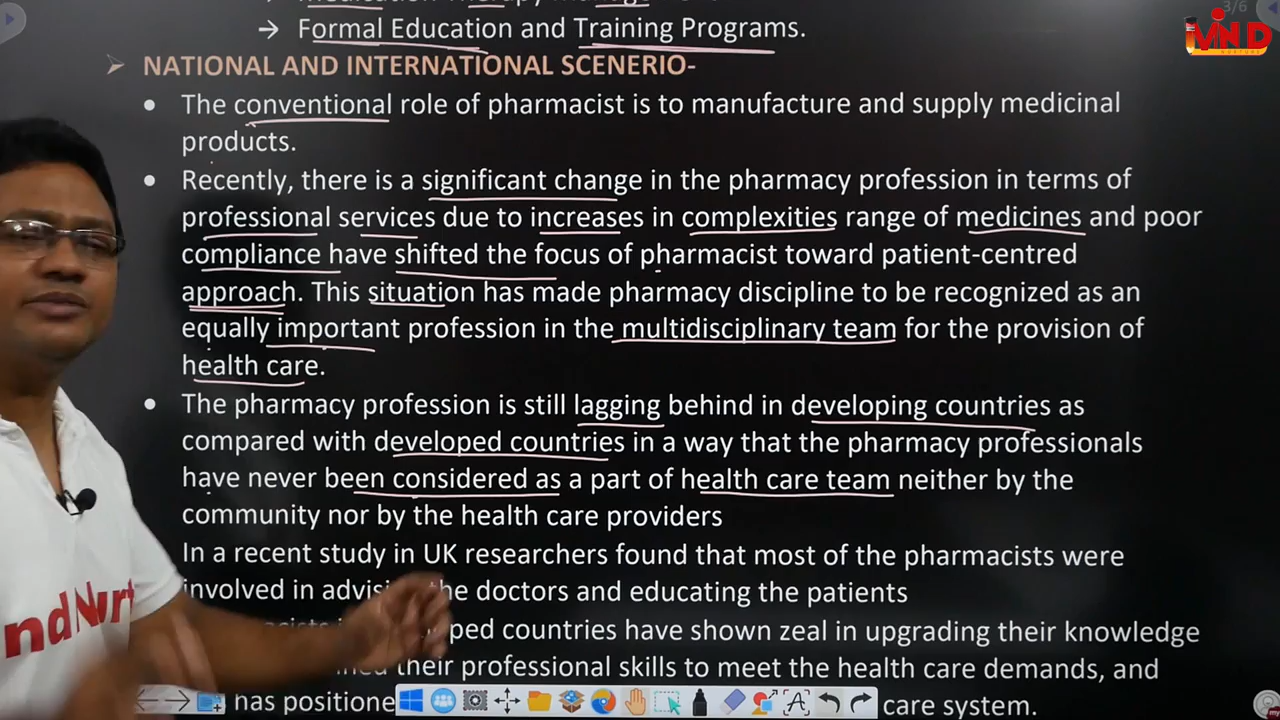 3/6
→ Formal Education and Training Programs.
➢ NATIONAL AND INTERNATIONAL SCENERIO-
• The conventional role of pharmacist is to manufacture and supply medicinal
products.
• Recently, there is a significant change in the pharmacy profession in terms of
professional services due to increases in complexities range of medicines and poor
compliance have shifted the focus of pharmacist toward patient-centred
approach. This situation has made pharmacy discipline to be recognized as an
equally important profession in the multidisciplinary team for the provision of
health care.
• The pharmacy profession is still lagging behind in developing countries as
compared with developed countries in a way that the pharmacy professionals
have never been considered as a part of health care team neither by the
community nor by the health care providers
In a recent study in UK researchers found that most of the pharmacists were
involved in the doctors and educating the patients
countries have shown zeal in upgrading their knowledge
their professional skills to meet the health care demands, and
has care system.